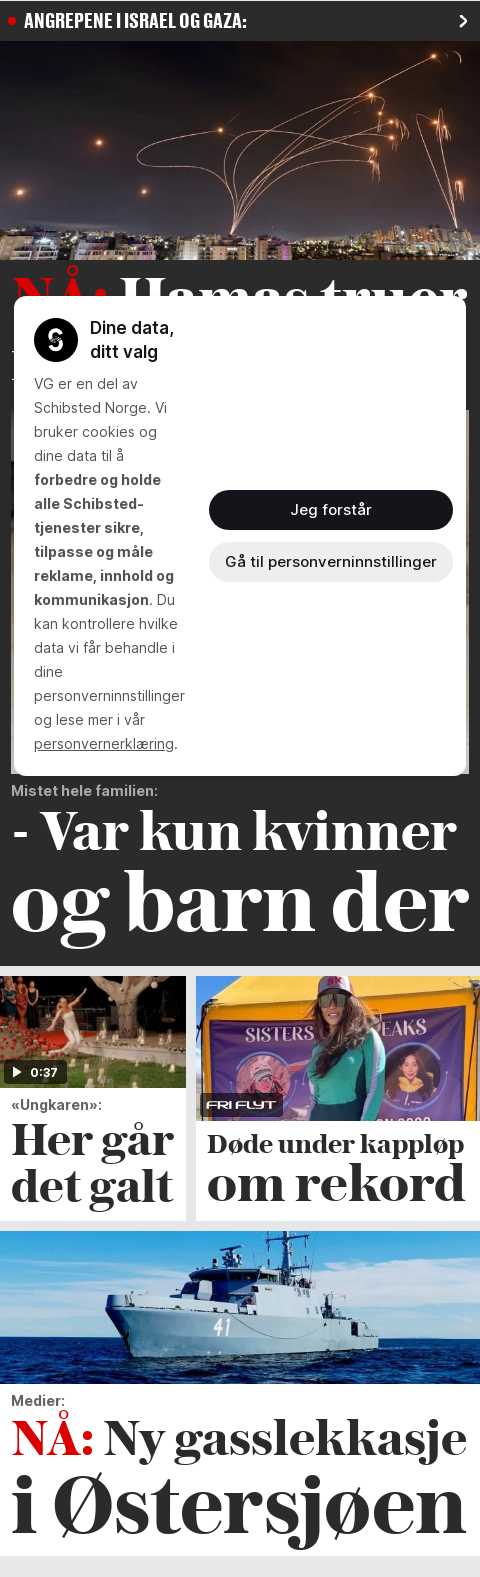 ANGREPENE I ISRAEL OG GAZA:
NÅ: Hamas truer
Dine data,
ditt valg
VG er en del av
Schibsted Norge. Vi
bruker cookies og
dine data til å
forbedre og holde
alle Schibsted-
tjenester sikre,
tilpasse og måle
reklame, innhold og
kommunikasjon. Du
kan kontrollere hvilke
data vi får behandle i
dine
personverninnstillinger
og lese mer i vår
personvernerklæring.
Jeg forstår
Gå til personverninnstillinger
Mistet hele familien:
- Var kun kvinner
og barn der
0:37
«Ungkaren»:
Her går
det galt
SISTERS
FRI FLYT
Døde under kappløp
om rekord
41
Medier:
NÅ: Ny gasslekkasje
i Østersjøen